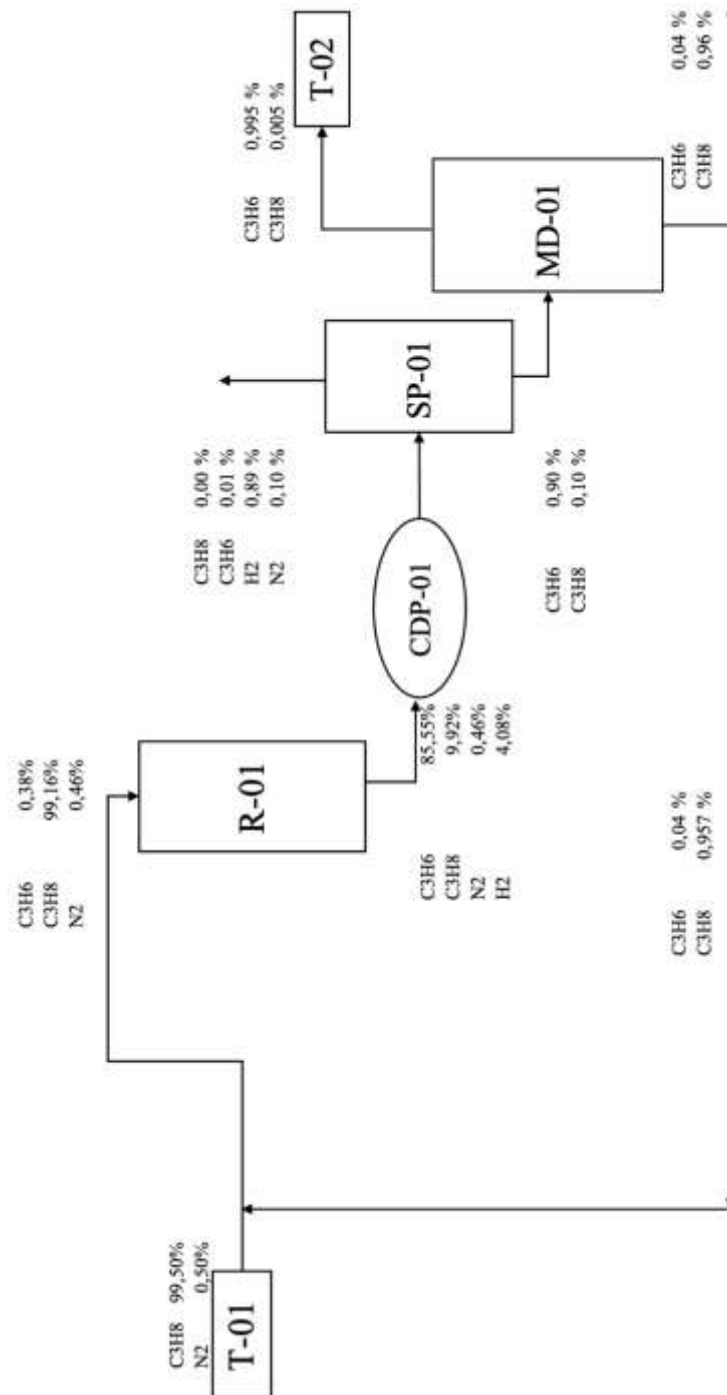 C3H8 99,50%
N2 0,50%
T-01
C3H6 0,38%
C3H8 99,16%
N2 0,46%
R-01
C3H6 85,55%
C3H8 9,92%
N2 0,46%
H2 4,08%
CDP-01
C3H8 0,00 %
C3H6 0,01 %
H2 0,89 %
N2 0,10 %
SP-01
C3H6 0,90 %
C3H8 0,10 %
C3H6 0,995 %
C3H8 0,005 %
T-02
MD-01
C3H6 0,04 %
C3H8 0,96 %
C3H6 0,04 %
C3H8 0,957 %